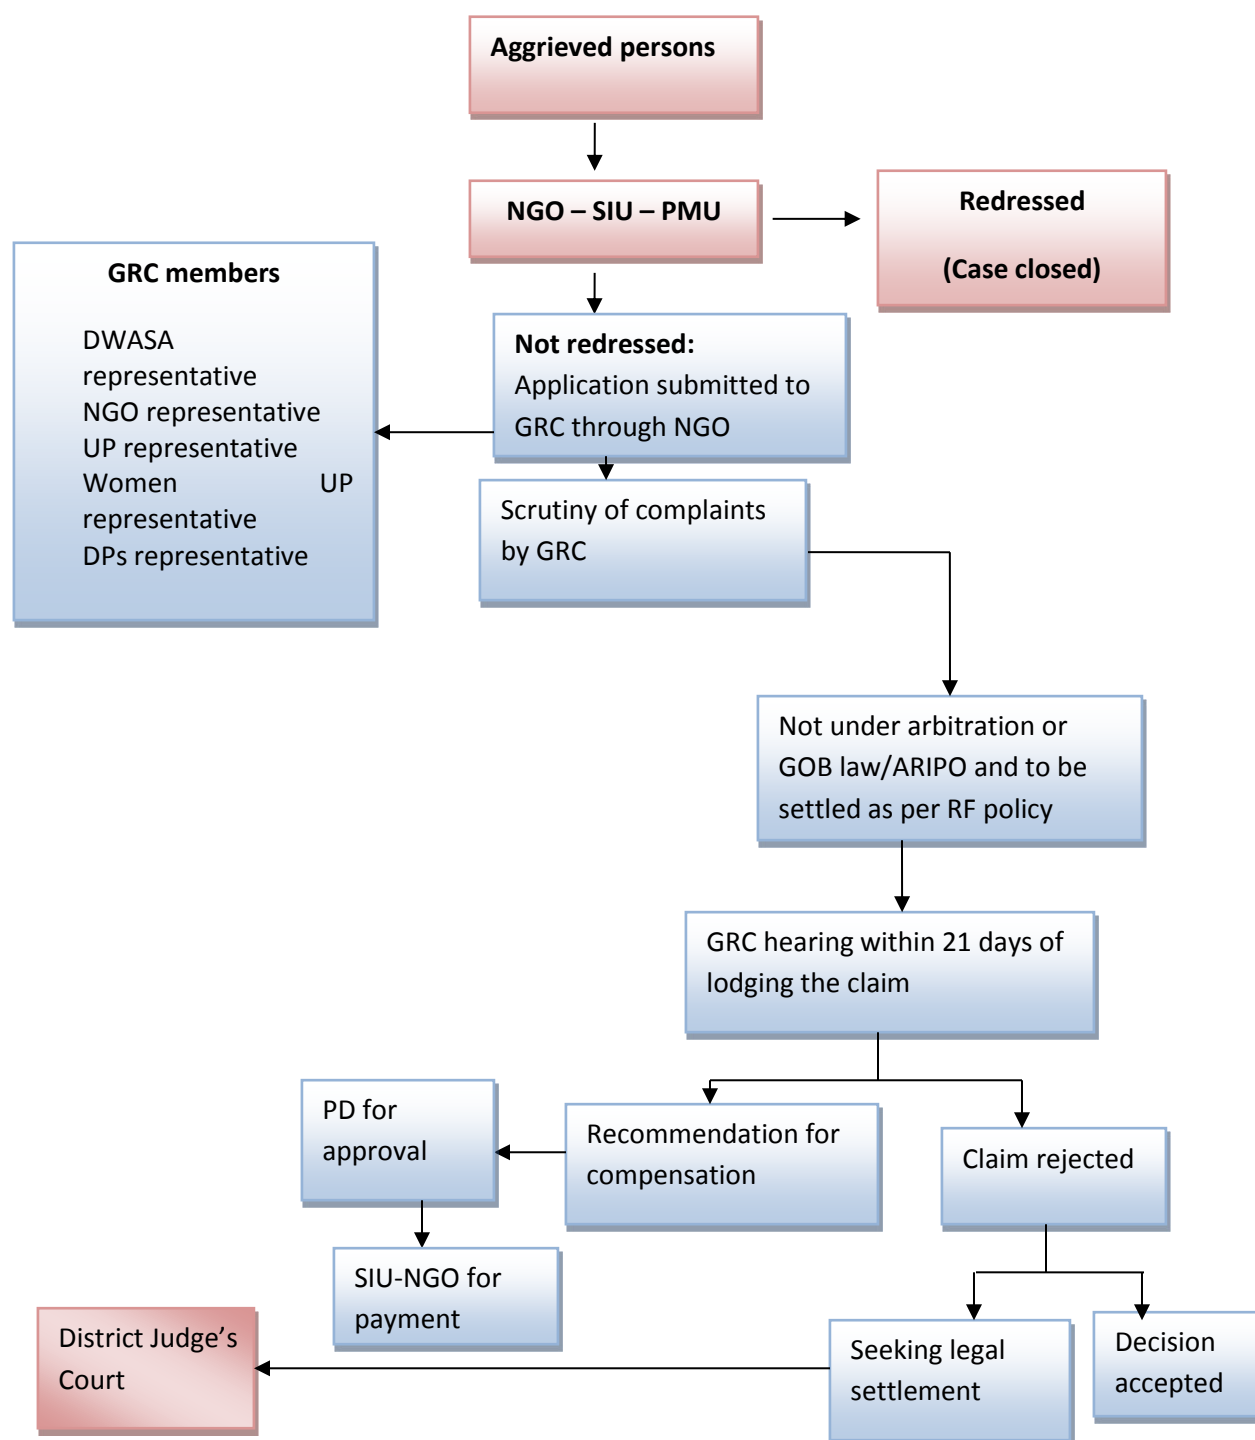 Aggrieved persons
NGO – SIU – PMU
Redressed
(Case closed)
GRC members
DWASA
representative
NGO representative
UP representative
Women UP
representative
DPs representative
Not redressed:
Application submitted to
GRC through NGO
Scrutiny of complaints
by GRC
Not under arbitration or
GOB law/ARIPO and to be
settled as per RF policy
GRC hearing within 21 days of
lodging the claim
PD for
approval
Recommendation for
compensation
Claim rejected
SIU-NGO for
payment
District Judge’s
Court
Seeking legal
settlement
Decision
accepted